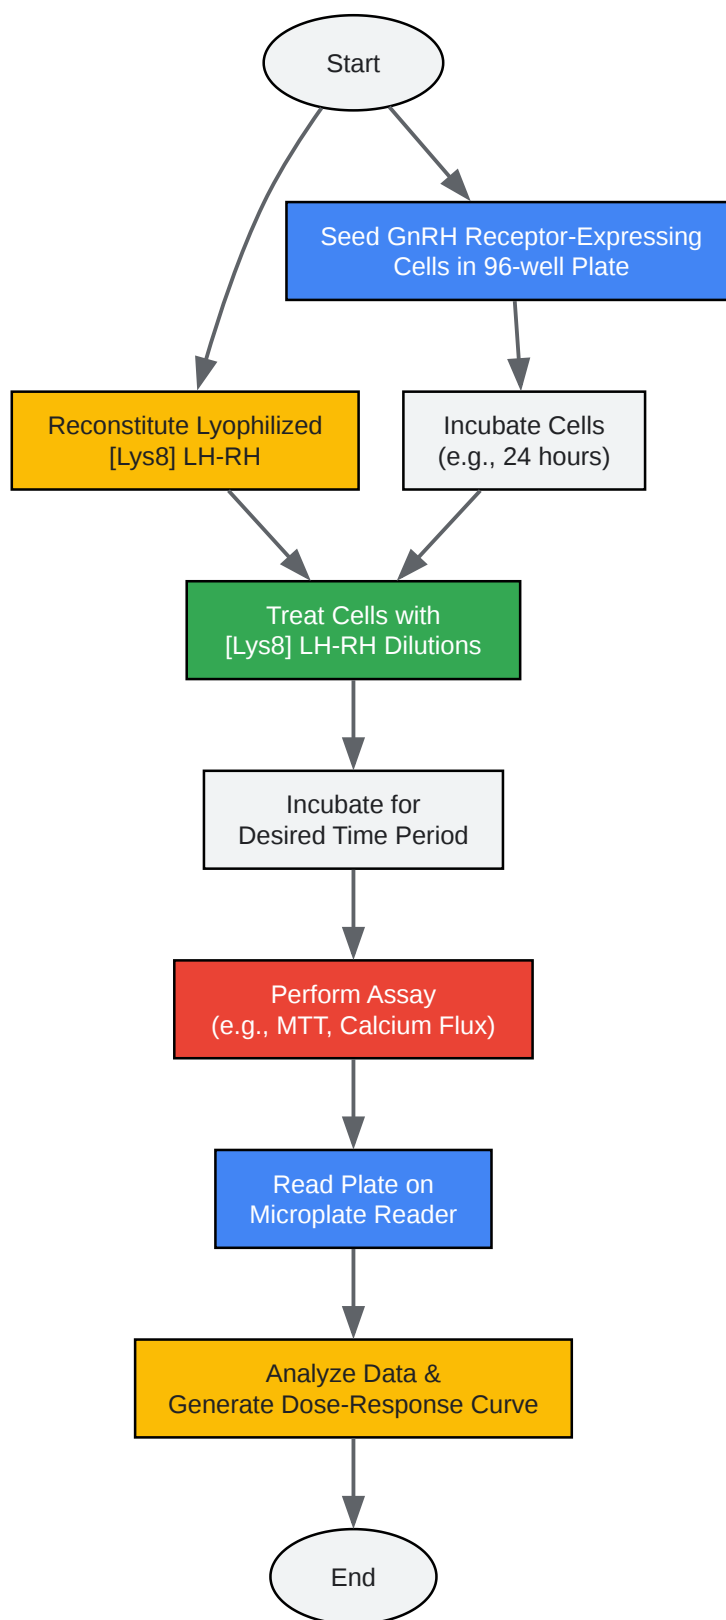 Start
Seed GnRH Receptor-Expressing
Cells in 96-well Plate
Reconstitute Lyophilized
[Lys8] LH-RH
Incubate Cells
(e.g., 24 hours)
Treat Cells with
[Lys8] LH-RH Dilutions
Incubate for
Desired Time Period
Perform Assay
(e.g., MTT, Calcium Flux)
Read Plate on
Microplate Reader
Analyze Data &
Generate Dose-Response Curve
End